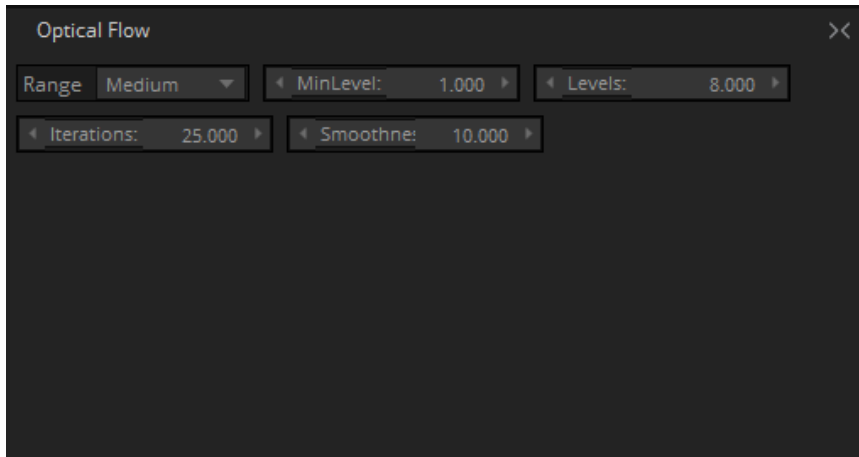 Optical Flow
Range Medium MinLevel: 1.000 Levels: 8.000
Iterations: 25.000 Smoothne: 10.000